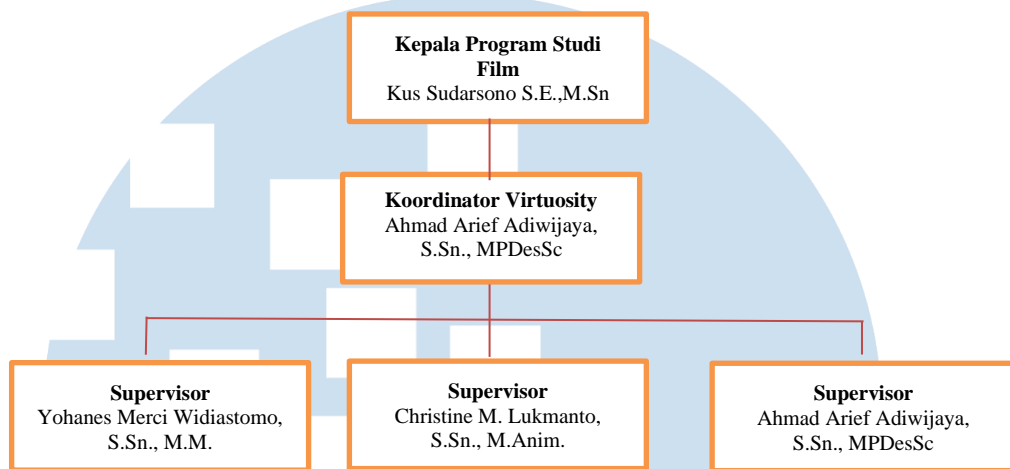 Kepala Program Studi
Film
Kus Sudarsono S.E.,M.Sn
Koordinator Virtuosity
Ahmad Arief Adiwijaya,
S.Sn., MPDesSc
Supervisor
Yohanes Merci Widiastomo,
S.Sn., M.M.
Supervisor
Christine M. Lukmanto,
S.Sn., M.Anim.
Supervisor
Ahmad Arief Adiwijaya,
S.Sn., MPDesSc